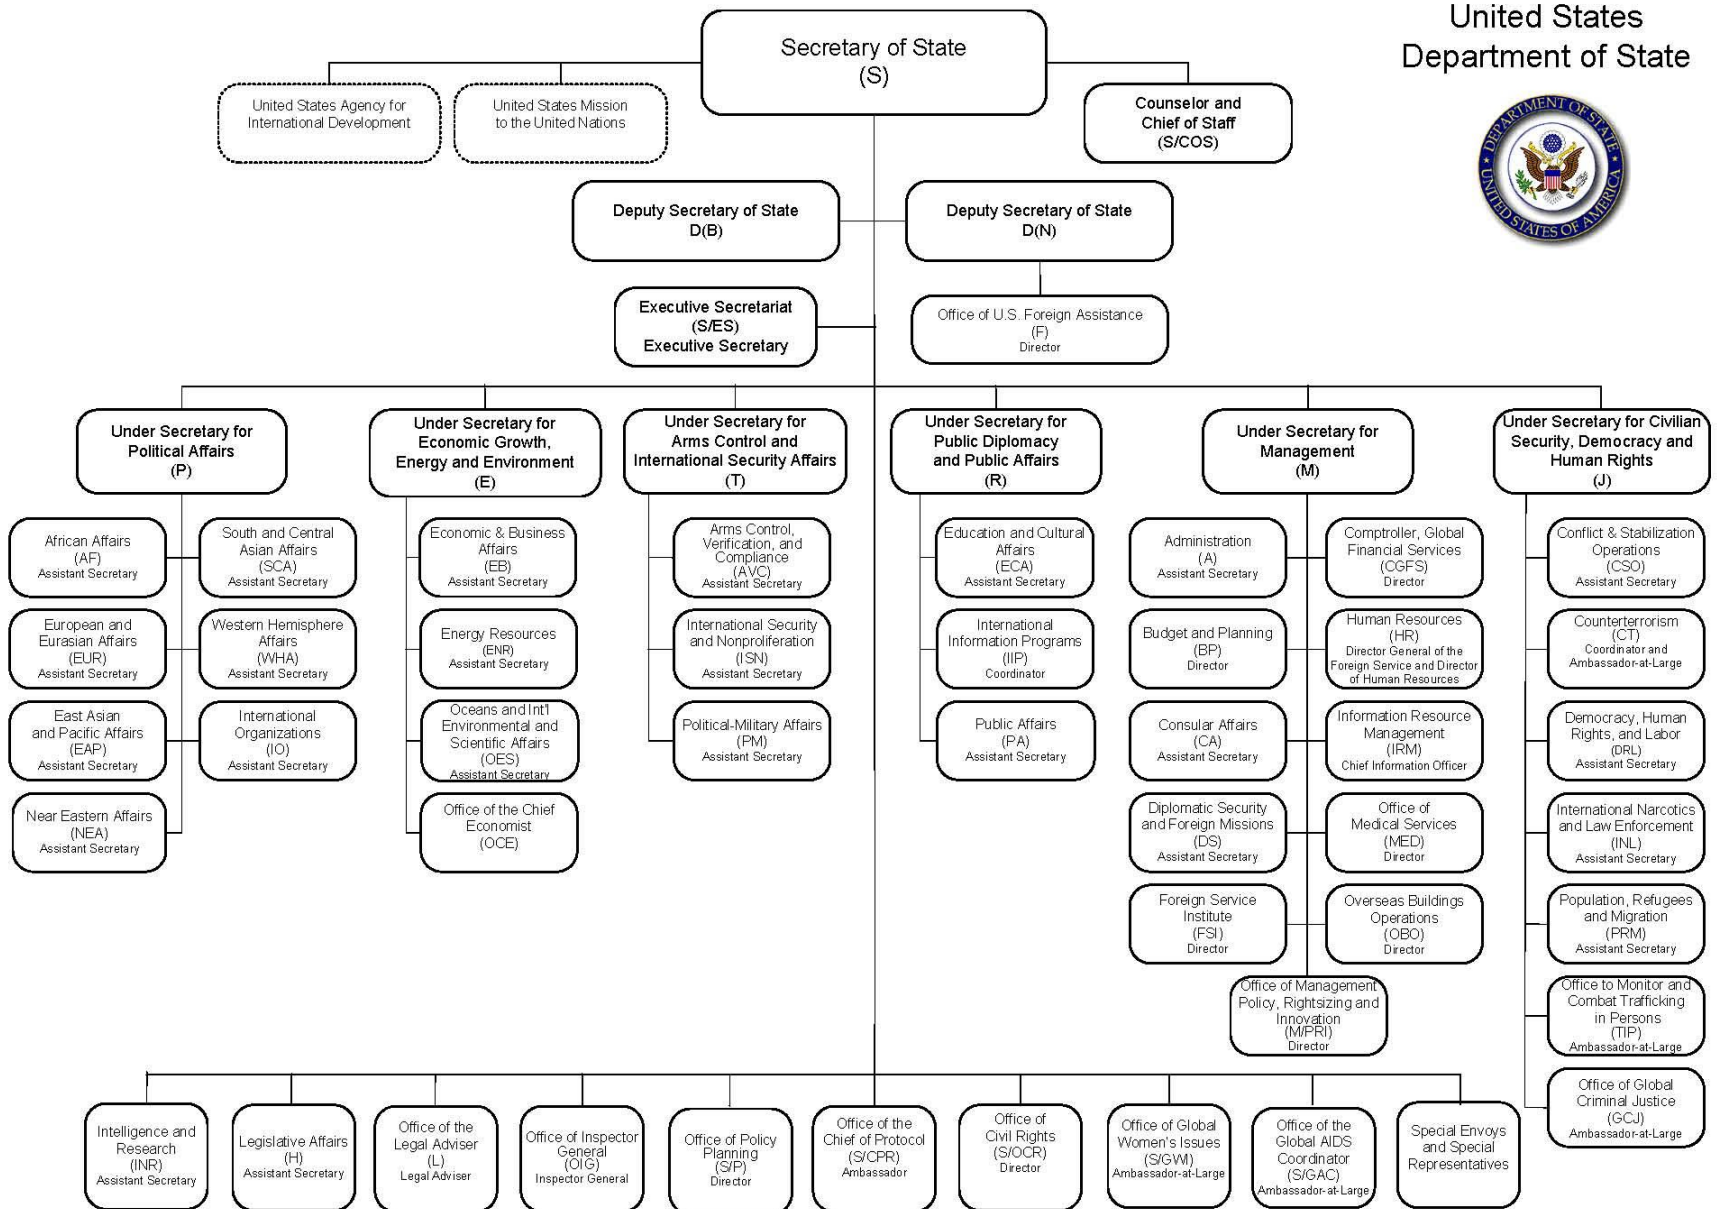 United States
Department of State
DEPARTMENT OF STATE
UNITED STATES OF AMERICA
Secretary of State
(S)
United States Agency for
International Development
United States Mission
to the United Nations
Counselor and
Chief of Staff
(S/COS)
Deputy Secretary of State
D(B)
Deputy Secretary of State
D(N)
Executive Secretariat
(S/ES)
Executive Secretary
Office of U.S. Foreign Assistance
(F)
Director
Under Secretary for
Political Affairs
(P)
Under Secretary for
Economic Growth,
Energy and Environment
(E)
Under Secretary for
Arms Control and
International Security Affairs
(T)
Under Secretary for
Public Diplomacy
and Public Affairs
(R)
Under Secretary for
Management
(M)
Under Secretary for Civilian
Security, Democracy and
Human Rights
(J)
African Affairs
(AF)
Assistant Secretary
South and Central
Asian Affairs
(SCA)
Assistant Secretary
European and
Eurasian Affairs
(EUR)
Assistant Secretary
Western Hemisphere
Affairs
(WHA)
Assistant Secretary
East Asian
and Pacific Affairs
(EAP)
Assistant Secretary
International
Organizations
(IO)
Assistant Secretary
Near Eastern Affairs
(NEA)
Assistant Secretary
Economic & Business
Affairs
(EB)
Assistant Secretary
Energy Resources
(ENR)
Assistant Secretary
Oceans and Int'l
Environmental and
Scientific Affairs
(OES)
Assistant Secretary
Office of the Chief
Economist
(OCE)
Arms Control,
Verification, and
Compliance
(AVC)
Assistant Secretary
International Security
and Nonproliferation
(ISN)
Assistant Secretary
Political-Military Affairs
(PM)
Assistant Secretary
Education and Cultural
Affairs
(ECA)
Assistant Secretary
International
Information Programs
(IIP)
Coordinator
Public Affairs
(PA)
Assistant Secretary
Administration
(A)
Assistant Secretary
Comptroller, Global
Financial Services
(CGFS)
Director
Budget and Planning
(BP)
Director
Human Resources
(HR)
Director General of the
Foreign Service and Director
of Human Resources
Consular Affairs
(CA)
Assistant Secretary
Information Resource
Management
(IRM)
Chief Information Officer
Diplomatic Security
and Foreign Missions
(DS)
Assistant Secretary
Office of
Medical Services
(MED)
Director
Foreign Service
Institute
(FSI)
Director
Overseas Buildings
Operations
(OBO)
Director
Office of Management
Policy, Rightsizing and
Innovation
(M/PRI)
Director
Conflict & Stabilization
Operations
(CSO)
Assistant Secretary
Counterterrorism
(CT)
Coordinator and
Ambassador-at-Large
Democracy, Human
Rights, and Labor
(DRL)
Assistant Secretary
International Narcotics
and Law Enforcement
(INL)
Assistant Secretary
Population, Refugees
and Migration
(PRM)
Assistant Secretary
Office to Monitor and
Combat Trafficking
in Persons
(TIP)
Ambassador-at-Large
Office of Global
Criminal Justice
(GCJ)
Ambassador-at-Large
Intelligence and
Research
(INR)
Assistant Secretary
Legislative Affairs
(H)
Assistant Secretary
Office of the
Legal Adviser
(L)
Legal Adviser
Office of Inspector
General
(OIG)
Inspector General
Office of Policy
Planning
(S/P)
Director
Office of the
Chief of Protocol
(S/CPR)
Ambassador
Office of
Civil Rights
(S/OCR)
Director
Office of Global
Women's Issues
(S/GWI)
Ambassador-at-Large
Office of the
Global AIDS
Coordinator
(S/GAC)
Ambassador-at-Large
Special Envoys
and Special
Representatives